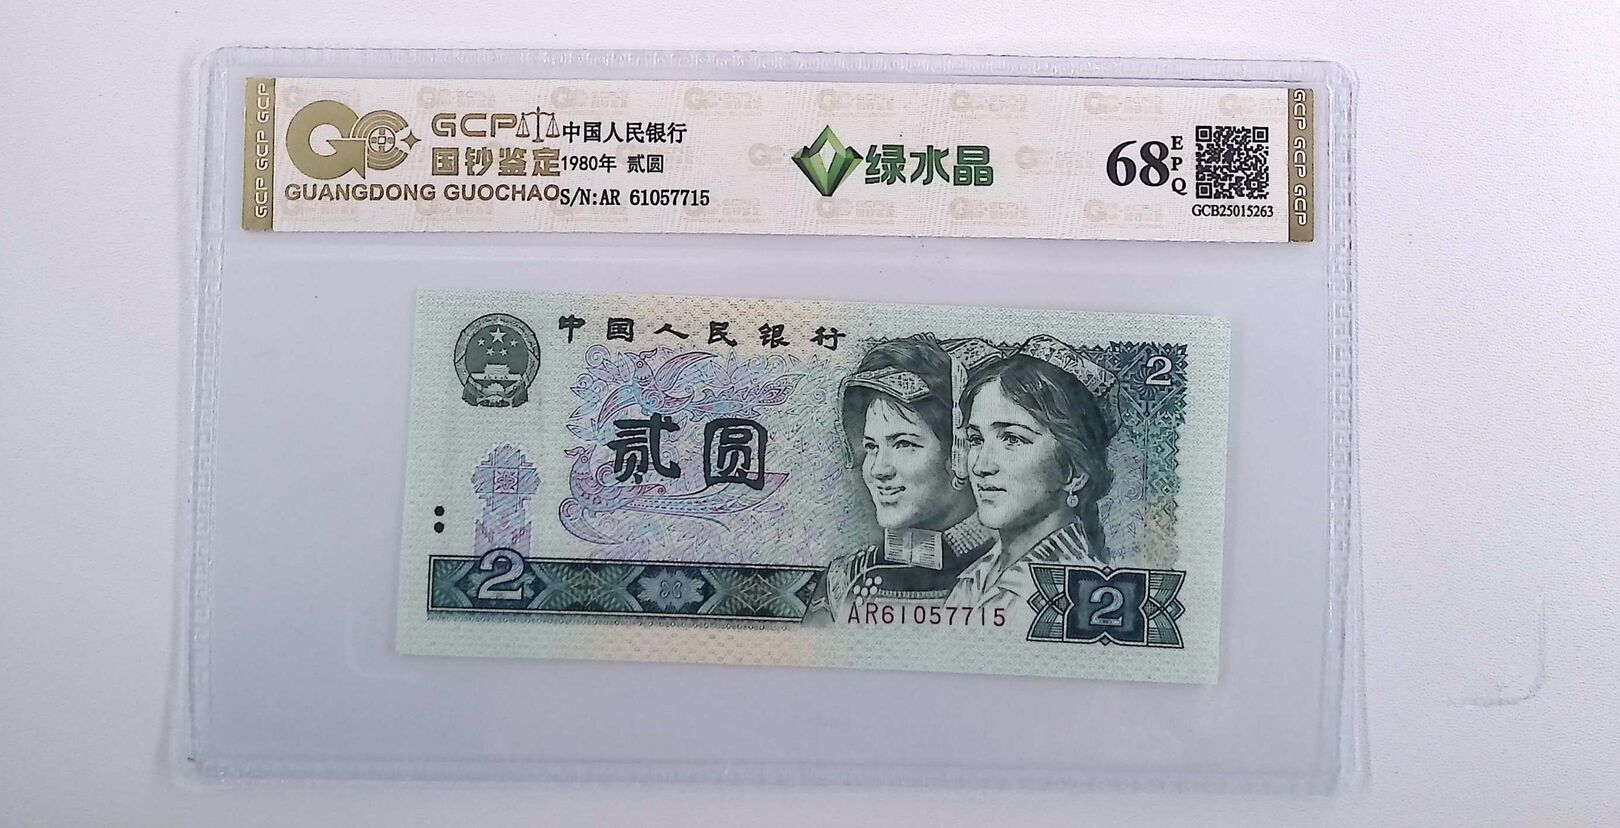 GCP GCP GCP
GCP
国钞鉴定
GUANGDONG GUOCHAO
中国人民银行
1980年 贰圆
S/N:AR 61057715
绿水晶
68 EPQ
GCB25015263
GCP GCP GCP
中国人民银行
贰圆
2
2
AR61057715
2